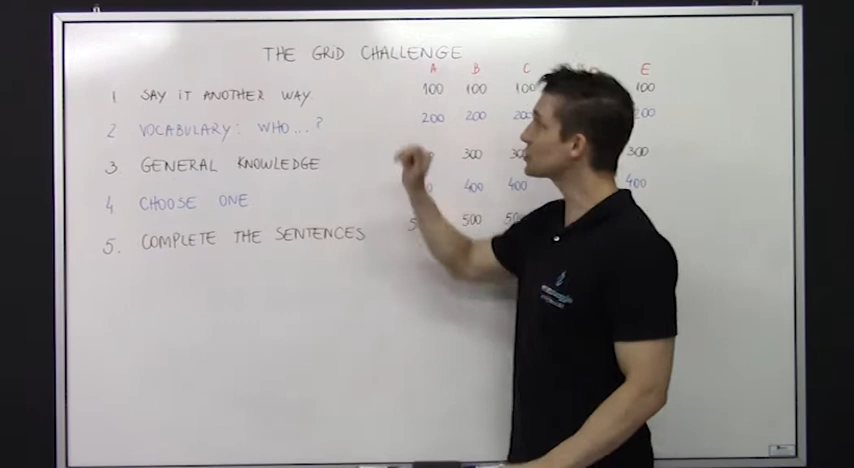 THE GRID CHALLENGE
A B C E
1 SAY IT ANOTHER WAY 100 100 100 100
2 VOCABULARY: WHO...? 200 200 200 200
3 GENERAL KNOWLEDGE 300 300
4 CHOOSE ONE 400 400 400
5. COMPLETE THE SENTENCES 500